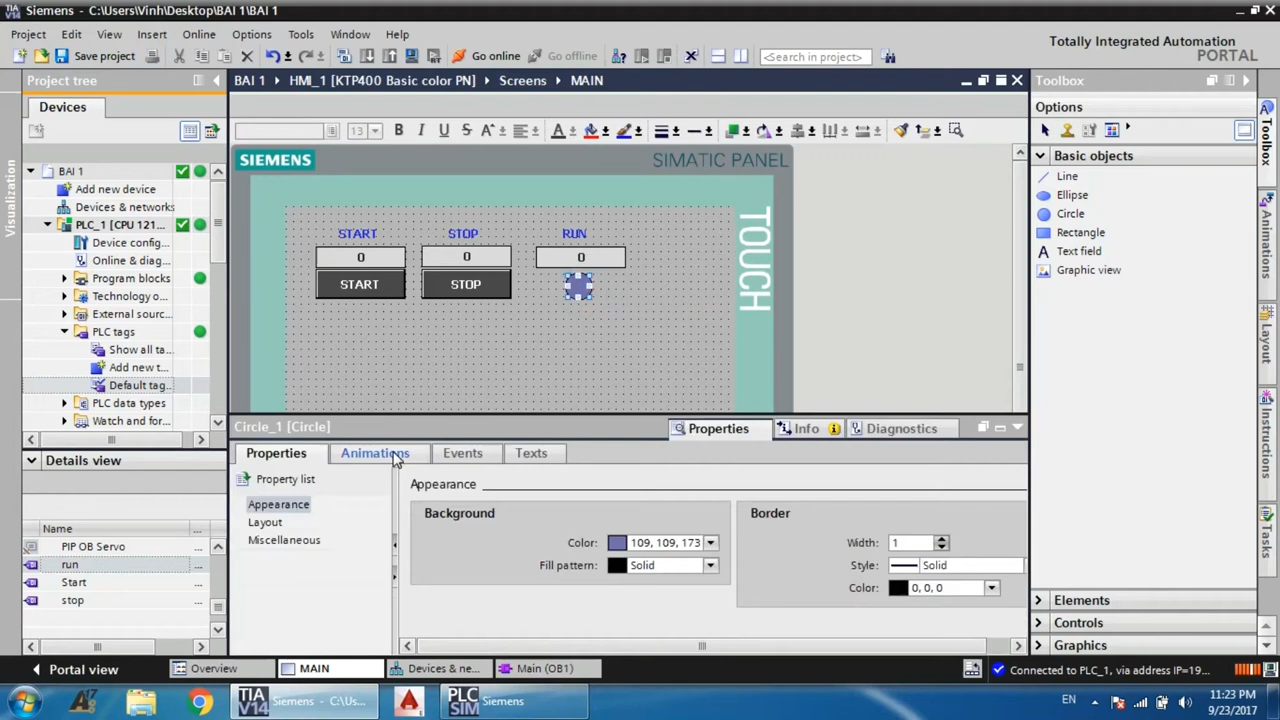 TIA
V14
Siemens - C:\Users\Vinh\Desktop\BAI 1\BAI 1
Project Edit View Insert Online Options Tools Window Help
Totally Integrated Automation
PORTAL
Save project Go online Go offline <Search in project>
Project tree
BAI 1 HMI_1 [KTP400 Basic color PN] Screens MAIN
Toolbox
Devices
Options
Visualization
13 B I U S A A
BAI 1
Add new device
Devices & networks
PLC_1 [CPU 121...
Device config...
Online & diag...
Program blocks
Technology o...
External sourc...
PLC tags
Show all ta...
Add new t...
Default tag...
PLC data types
Watch and for...
SIEMENS SIMATIC PANEL
TOUCH
START STOP RUN
0 0 0
START STOP
Basic objects
Line
Ellipse
Circle
Rectangle
Text field
Graphic view
Elements
Controls
Graphics
Toolbox
Animations
Layout
Instructions
Tasks
Details view
Name ...
PIP OB Servo ...
run ...
Start ...
stop ...
Circle_1 [Circle]
Properties Info Diagnostics
Properties Animations Events Texts
Property list
Appearance
Layout
Miscellaneous
Appearance
Background
Color: 109, 109, 173
Fill pattern: Solid
Border
Width: 1
Style: Solid
Color: 0, 0, 0
Portal view Overview MAIN Devices & ne... Main (OB1)
Connected to PLC_1, via address IP=19...
TIA
V14
Siemens - C:\Us...
PLC
SIM
Siemens
EN
11:23 PM
9/23/2017